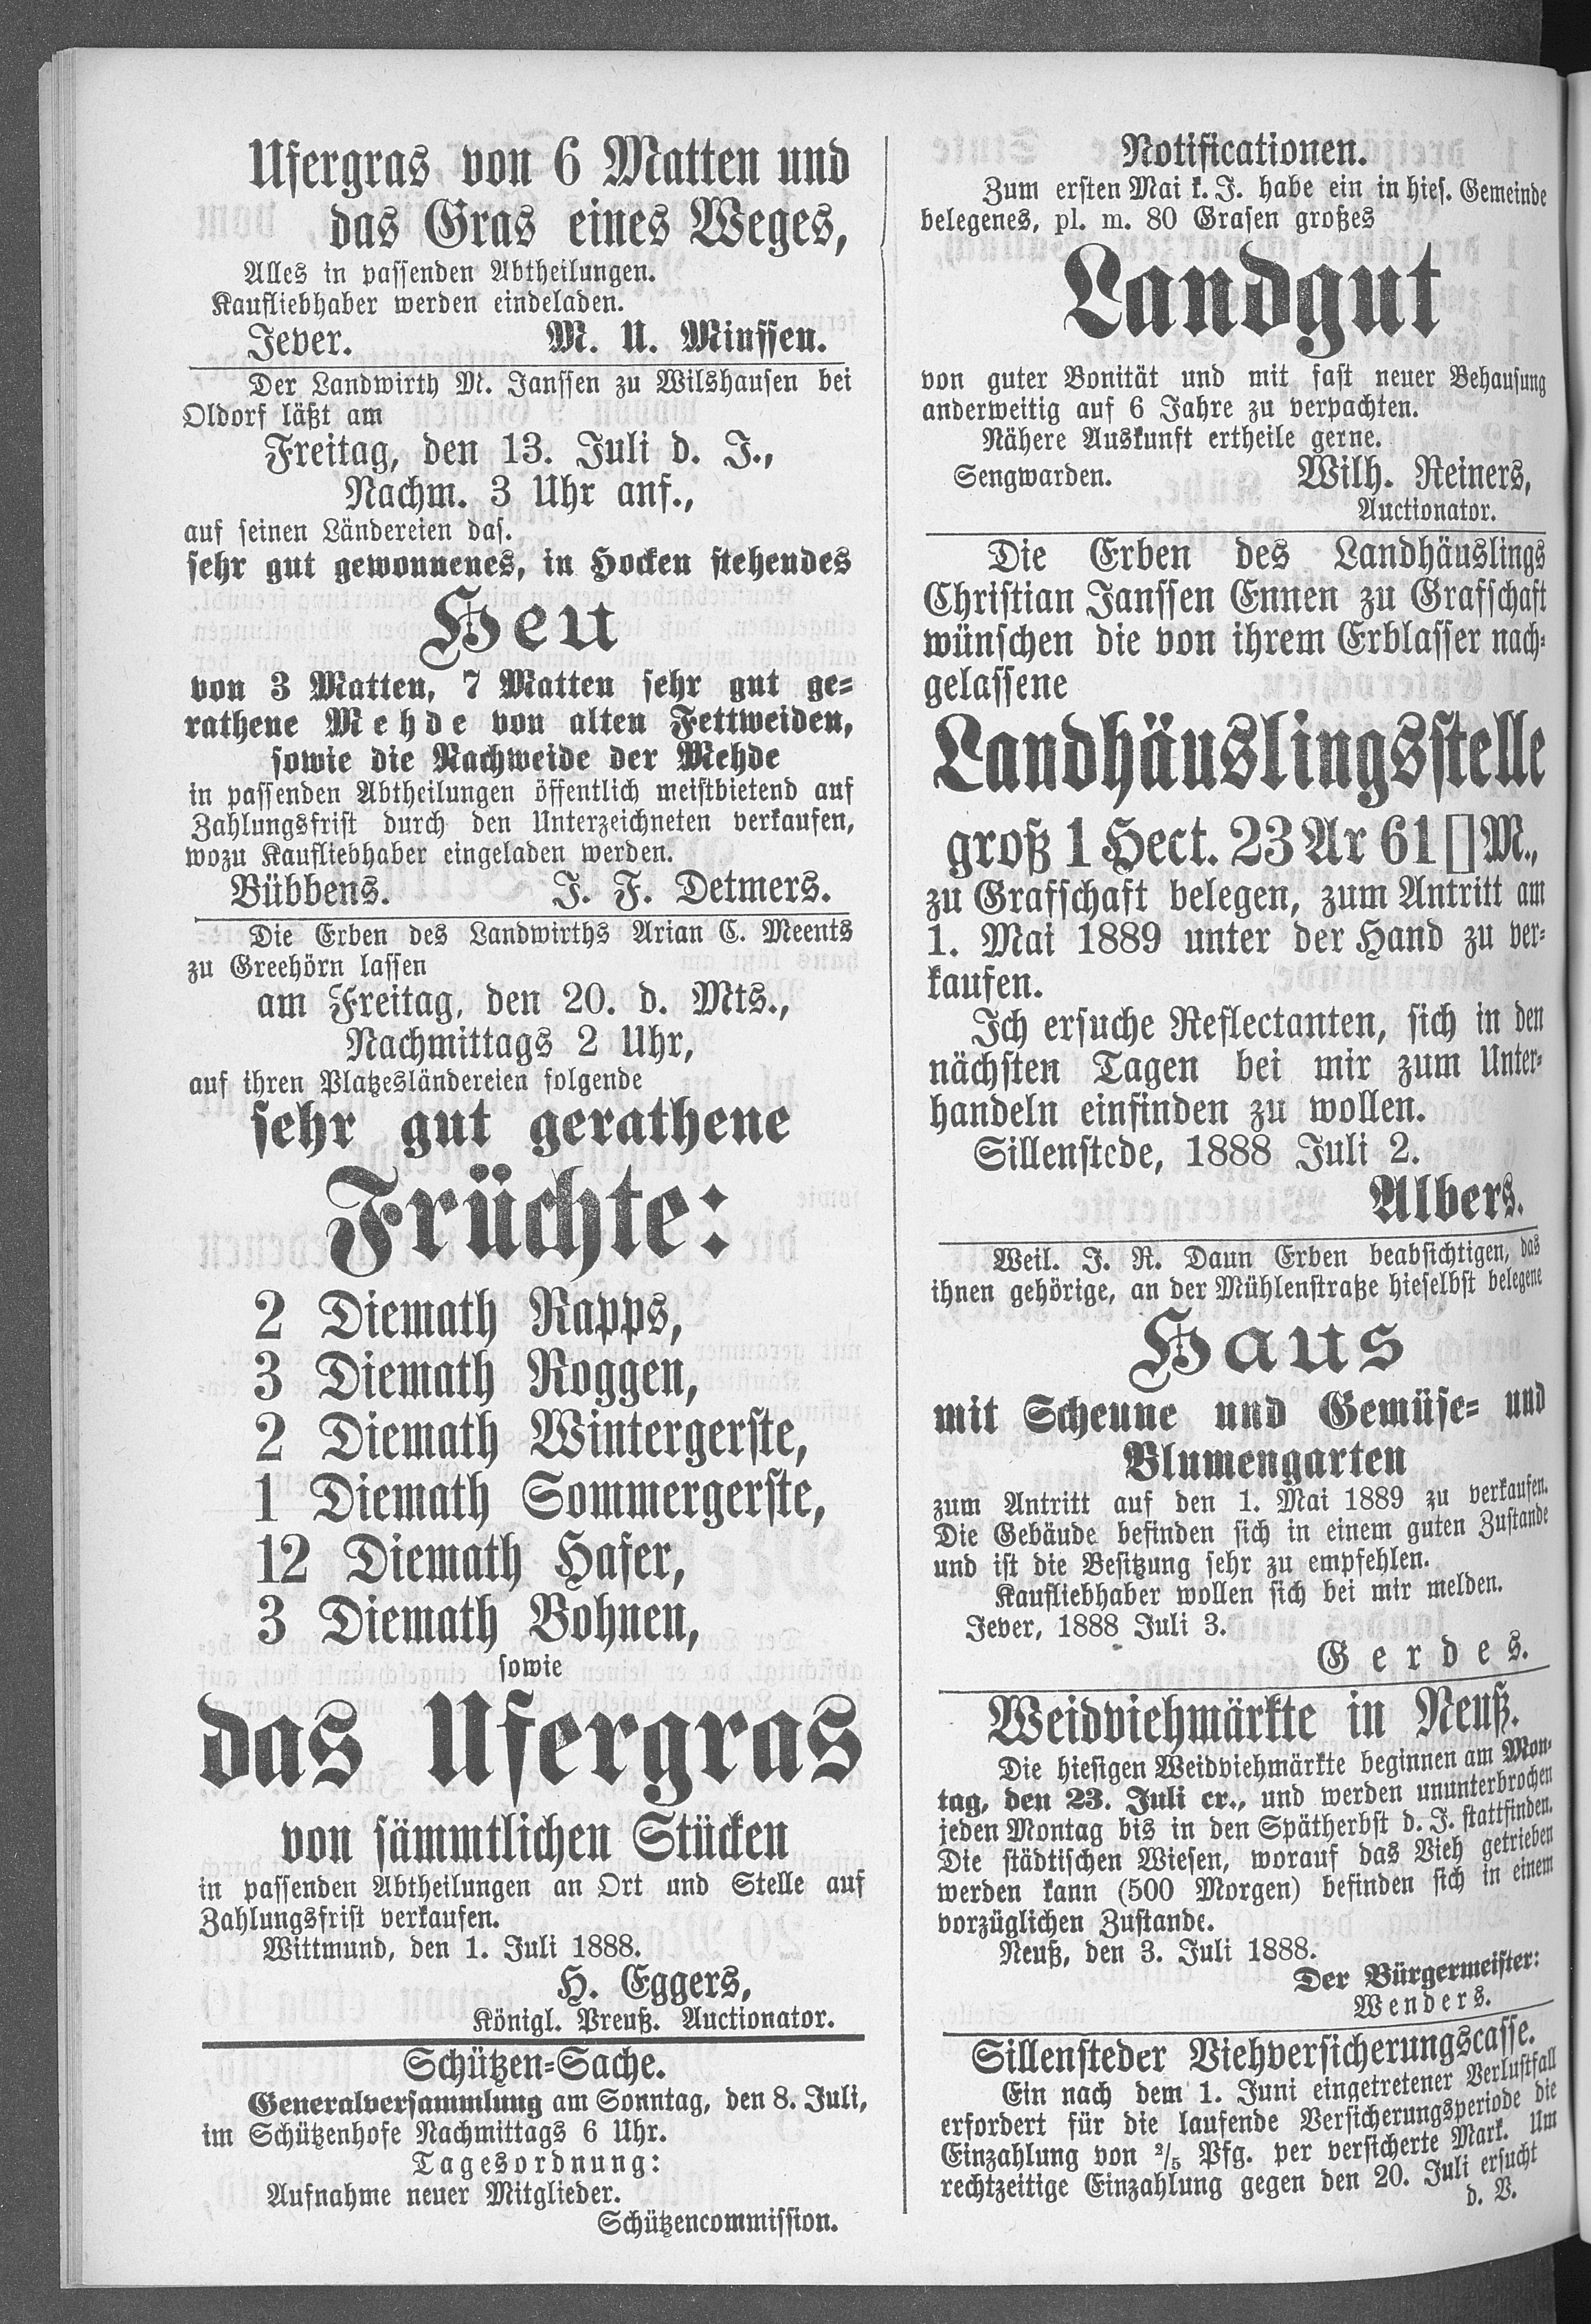 Ufergras von 6 Matten und
das Gras eines Weges,
Alles in passenden Abtheilungen.
Kaufliebhaber werden eindeladen.
Jever. M. U. Minssen.
Der Landwirth M. Janssen zu Wilshausen bei
Oldorf läßt am
Freitag, den 13. Juli d. J.,
Nachm. 3 Uhr anf.,
auf seinen Ländereien das.
sehr gut gewonnenes, in Hocken stehendes
Heu
von 3 Matten, 7 Matten sehr gut ge-
rathene Mehde von alten Fettweiden,
sowie die Nachweide der Mehde
in passenden Abtheilungen öffentlich meistbietend auf
Zahlungsfrist durch den Unterzeichneten verkaufen,
wozu Kaufliebhaber eingeladen werden.
Bübbens. J. F. Detmers.
Die Erben des Landwirths Arian C. Meents
zu Greehörn lassen
am Freitag, den 20. d. Mts.,
Nachmittags 2 Uhr,
auf ihren Platzesländereien folgende
sehr gut gerathene
Früchte:
2 Diemath Rapps,
3 Diemath Roggen,
2 Diemath Wintergerste,
1 Diemath Sommergerste,
12 Diemath Hafer,
3 Diemath Bohnen,
sowie
das Ufergras
von sämmtlichen Stücken
in passenden Abtheilungen an Ort und Stelle auf
Zahlungsfrist verkaufen.
Wittmund, den 1. Juli 1888.
H. Eggers,
Königl. Preuß. Auctionator.
Schützen-Sache.
Generalversammlung am Sonntag, den 8. Juli,
im Schützenhofe Nachmittags 6 Uhr.
Tagesordnung:
Aufnahme neuer Mitglieder.
Schützencommission.
Notificationen.
Zum ersten Mai k. J. habe ein in hies. Gemeinde
belegenes, pl. m. 80 Grasen großes
Landgut
von guter Bonität und mit fast neuer Behausung
anderweitig auf 6 Jahre zu verpachten.
Nähere Auskunft ertheile gerne.
Sengwarden. Wilh. Reiners,
Auctionator.
Die Erben des Landhäuslings
Christian Janssen Ennen zu Grafschaft
wünschen die von ihrem Erblasser nach-
gelassene
Landhäuslingsstelle
groß 1 Hect. 23 Ar 61 [] M.,
zu Grafschaft belegen, zum Antritt am
1. Mai 1889 unter der Hand zu ver-
kaufen.
Ich ersuche Reflectanten, sich in den
nächsten Tagen bei mir zum Unter-
handeln einfinden zu wollen.
Sillenstede, 1888 Juli 2.
Albers.
Weil. J. R. Daun Erben beabsichtigen, das
ihnen gehörige, an der Mühlenstraße hieselbst belegene
Haus
mit Scheune und Gemüse- und
Blumengarten
zum Antritt auf den 1. Mai 1889 zu verkaufen.
Die Gebäude befinden sich in einem guten Zustande
und ist die Besitzung sehr zu empfehlen.
Kaufliebhaber wollen sich bei mir melden.
Jever, 1888 Juli 3.
Gerdes.
Weidviehmärkte in Neuß.
Die hiesigen Weidviehmärkte beginnen am Mon-
tag, den 23. Juli cr., und werden ununterbrochen
jeden Montag bis in den Spätherbst d. J. stattfinden.
Die städtischen Wiesen, worauf das Vieh getrieben
werden kann (500 Morgen) befinden sich in einem
vorzüglichen Zustande.
Neuß, den 3. Juli 1888.
Der Bürgermeister:
Wenders.
Sillensteder Viehversicherungscasse.
Ein nach dem 1. Juni eingetretener Verlustfall
erfordert für die laufende Versicherungsperiode die
Einzahlung von 2/5 Pfg. per versicherte Mark. Um
rechtzeitige Einzahlung gegen den 20. Juli ersucht
d. V.